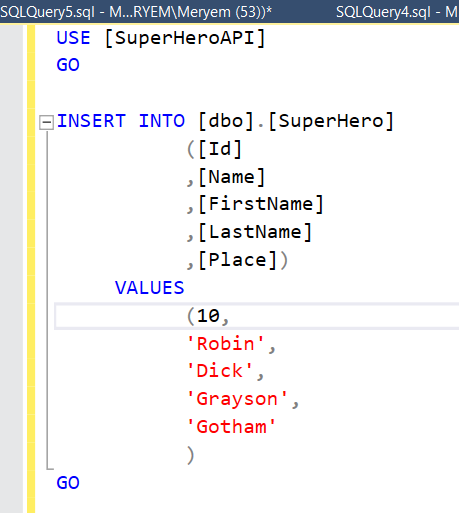 SQLQuery5.sql - M...RYEM\Meryem (53))* SQLQuery4.sql - M
USE [SuperHeroAPI]
GO
INSERT INTO [dbo].[SuperHero]
([Id]
,[Name]
,[FirstName]
,[LastName]
,[Place])
VALUES
(10,
'Robin',
'Dick',
'Grayson',
'Gotham'
)
GO